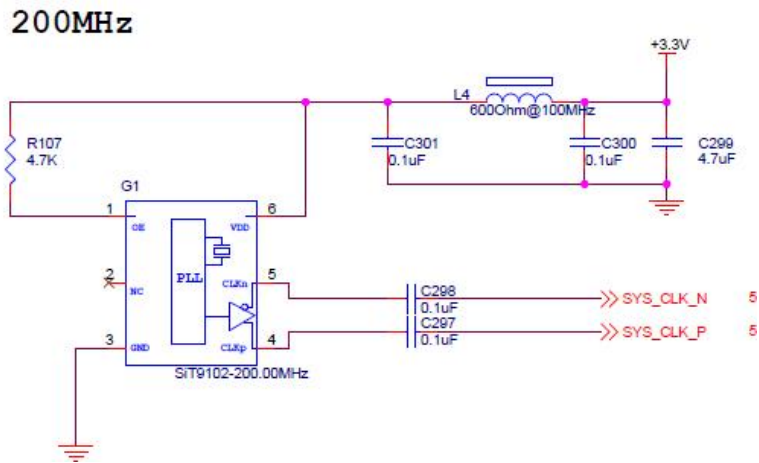 200MHz
+3.3V
L4
600Ohm@100MHz
R107
4.7K
C301
0.1uF
C300
0.1uF
C299
4.7uF
G1
1
OE
VDD
6
2
NC
PLL
CLKn
5
C298
0.1uF
SYS_CLK_N
5
3
GND
CLKp
4
C297
0.1uF
SYS_CLK_P
5
SiT9102-200.00MHz